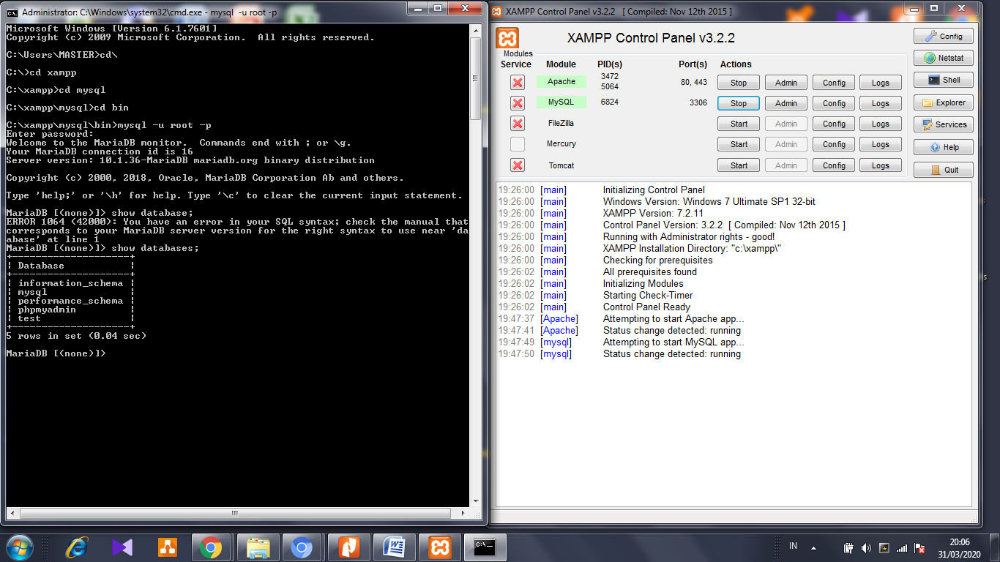 Administrator: C:\Windows\system32\cmd.exe - mysql -u root -p
Microsoft Windows [Version 6.1.7601]
Copyright (c) 2009 Microsoft Corporation.  All rights reserved.
C:\Users\MASTER>cd\
C:\>cd xampp
C:\xampp>cd mysql
C:\xampp\mysql>cd bin
C:\xampp\mysql\bin>mysql -u root -p
Enter password:
Welcome to the MariaDB monitor.  Commands end with ; or \g.
Your MariaDB connection id is 16
Server version: 10.1.36-MariaDB mariadb.org binary distribution
Copyright (c) 2000, 2018, Oracle, MariaDB Corporation Ab and others.
Type 'help;' or '\h' for help. Type '\c' to clear the current input statement.
MariaDB [(none)]> show database;
ERROR 1064 (42000): You have an error in your SQL syntax; check the manual that
corresponds to your MariaDB server version for the right syntax to use near 'da
abase' at line 1
MariaDB [(none)]> show databases;
+--------------------+
| Database           |
+--------------------+
| information_schema |
| mysql              |
| performance_schema |
| phpmyadmin         |
| test               |
+--------------------+
5 rows in set (0.04 sec)
MariaDB [(none)]>
XAMPP Control Panel v3.2.2 [ Compiled: Nov 12th 2015 ]
XAMPP Control Panel v3.2.2
Modules
Service Module PID(s) Port(s) Actions
Apache 3472 5064 80, 443 Stop Admin Config Logs
MySQL 6824 3306 Stop Admin Config Logs
FileZilla Start Admin Config Logs
Mercury Start Admin Config Logs
Tomcat Start Admin Config Logs
Config
Netstat
Shell
Explorer
Services
Help
Quit
19:26:00 [main] Initializing Control Panel
19:26:00 [main] Windows Version: Windows 7 Ultimate SP1 32-bit
19:26:00 [main] XAMPP Version: 7.2.11
19:26:00 [main] Control Panel Version: 3.2.2 [ Compiled: Nov 12th 2015 ]
19:26:00 [main] Running with Administrator rights - good!
19:26:00 [main] XAMPP Installation Directory: "c:\xampp\"
19:26:00 [main] Checking for prerequisites
19:26:02 [main] All prerequisites found
19:26:02 [main] Initializing Modules
19:26:02 [main] Starting Check-Timer
19:26:02 [main] Control Panel Ready
19:47:37 [Apache] Attempting to start Apache app...
19:47:41 [Apache] Status change detected: running
19:47:49 [mysql] Attempting to start MySQL app...
19:47:50 [mysql] Status change detected: running
IN
20:06
31/03/2020